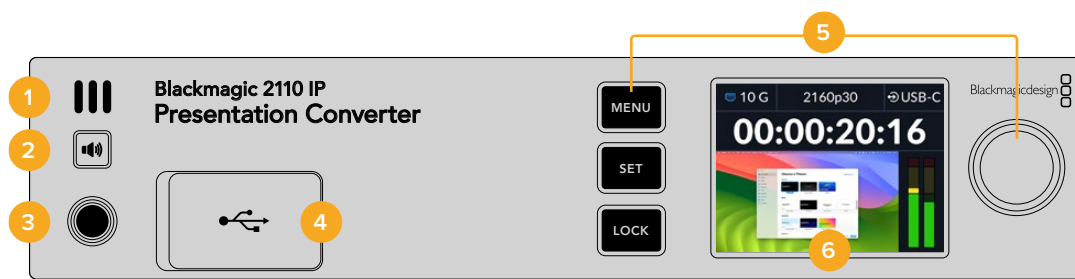 5
1
Blackmagic 2110 IP
Presentation Converter
MENU
10 G
2160p30
USB-C
Blackmagicdesign
00:00:20:16
2
SET
3
4
LOCK
6